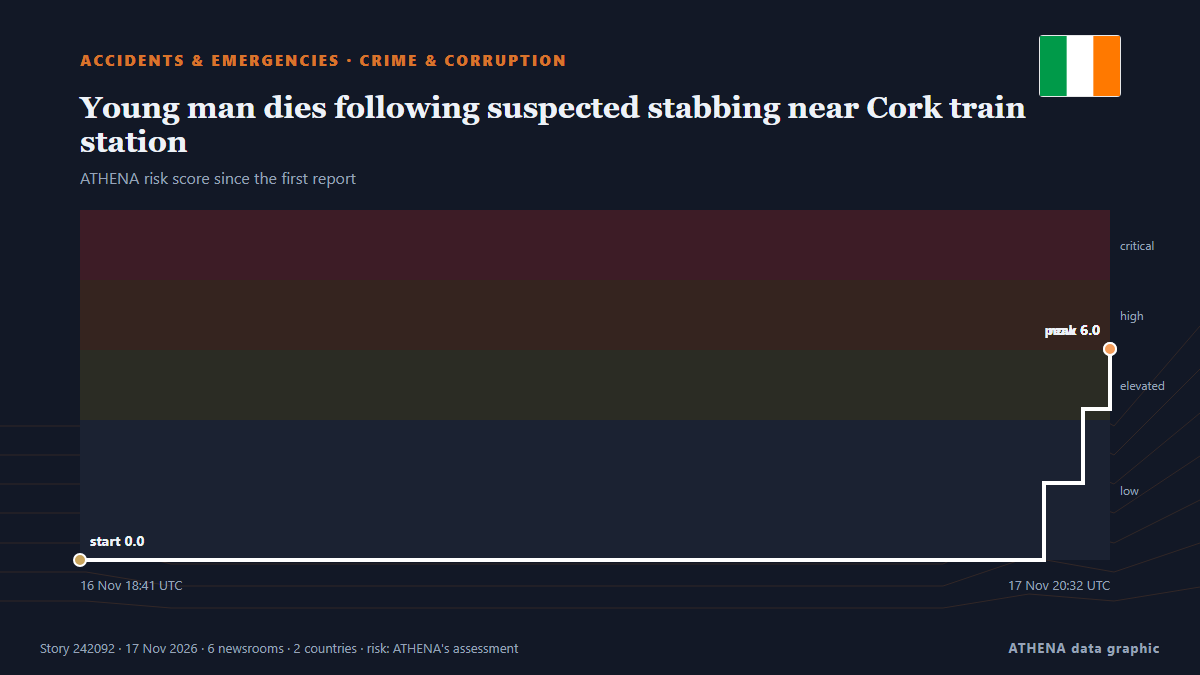 ACCIDENTS & EMERGENCIES · CRIME & CORRUPTION
Young man dies following suspected stabbing near Cork train
station
ATHENA risk score since the first report
critical
high
peak 6.0
elevated
low
start 0.0
16 Nov 18:41 UTC
17 Nov 20:32 UTC
Story 242092 · 17 Nov 2026 · 6 newsrooms · 2 countries · risk: ATHENA's assessment
ATHENA data graphic